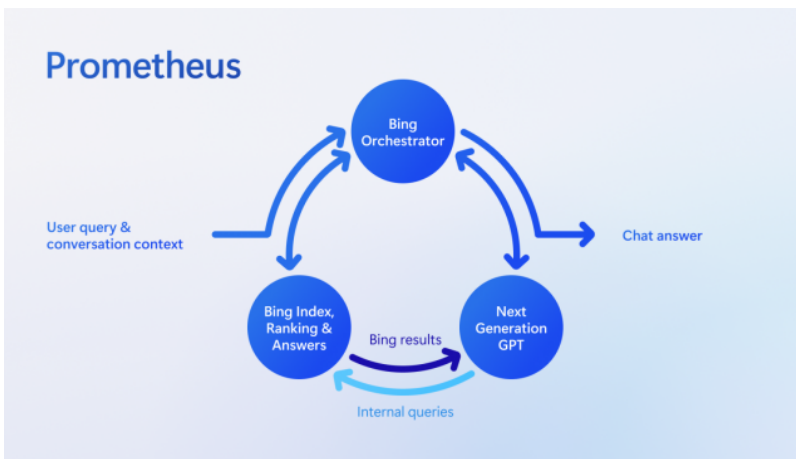 Prometheus
Bing
Orchestrator
User query &
conversation context
Chat answer
Bing Index,
Ranking &
Answers
Next
Generation
GPT
Bing results
Internal queries